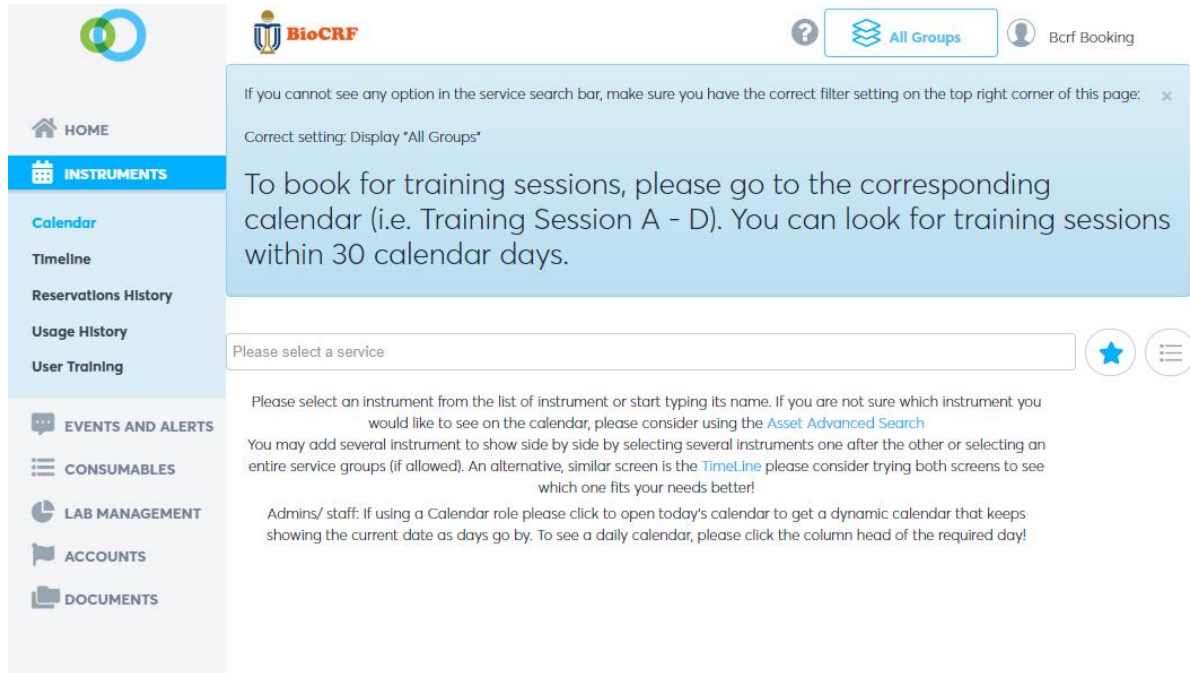 BioCRF
All Groups
Bcrf Booking
If you cannot see any option in the service search bar, make sure you have the correct filter setting on the top right corner of this page:
Correct setting: Display "All Groups"
To book for training sessions, please go to the corresponding
calendar (i.e. Training Session A - D). You can look for training sessions
within 30 calendar days.
HOME
INSTRUMENTS
Calendar
Timeline
Reservations History
Usage History
User Training
EVENTS AND ALERTS
CONSUMABLES
LAB MANAGEMENT
ACCOUNTS
DOCUMENTS
Please select a service
Please select an instrument from the list of instrument or start typing its name. If you are not sure which instrument you
would like to see on the calendar, please consider using the Asset Advanced Search
You may add several instrument to show side by side by selecting several instruments one after the other or selecting an
entire service groups (if allowed). An alternative, similar screen is the TimeLine please consider trying both screens to see
which one fits your needs better!
Admins/ staff: If using a Calendar role please click to open today's calendar to get a dynamic calendar that keeps
showing the current date as days go by. To see a daily calendar, please click the column head of the required day!